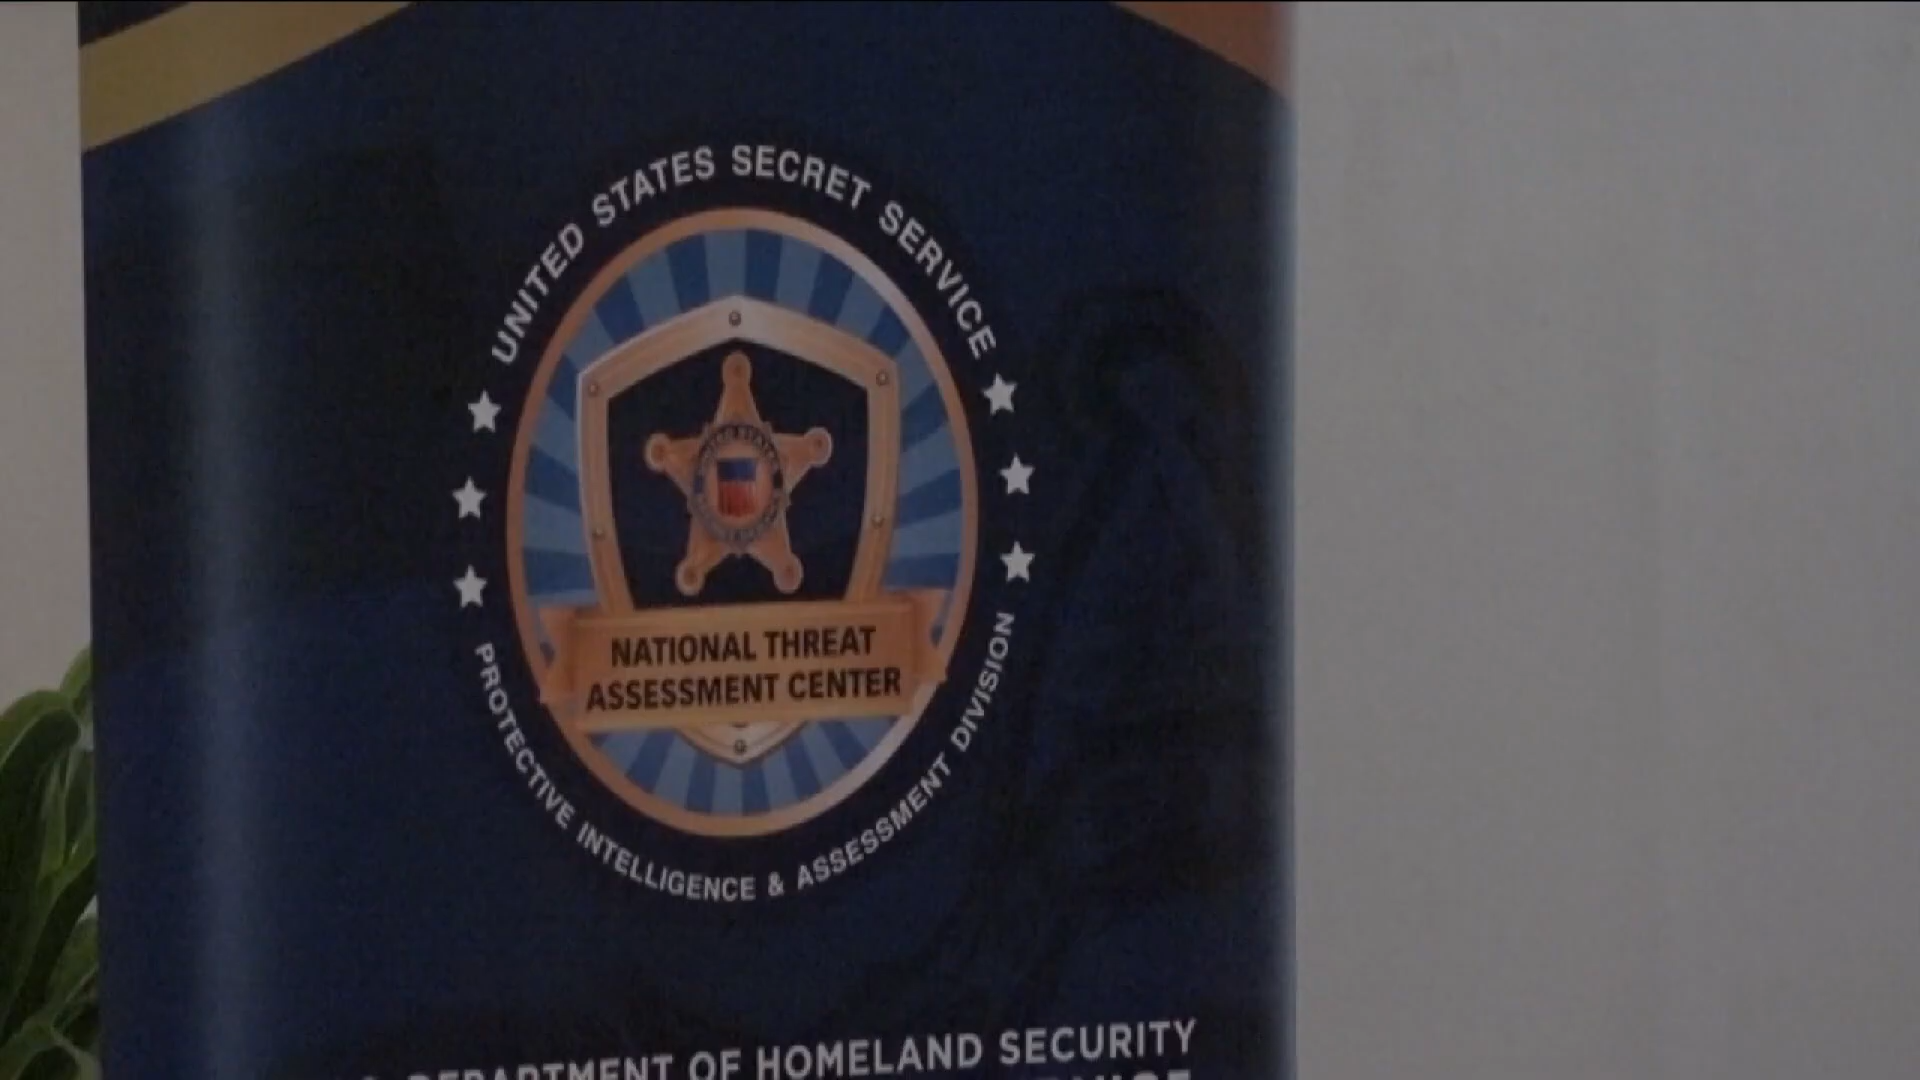 UNITED STATES SECRET SERVICE
NATIONAL THREAT
ASSESSMENT CENTER
PROTECTIVE INTELLIGENCE & ASSESSMENT DIVISION
DEPARTMENT OF HOMELAND SECURITY